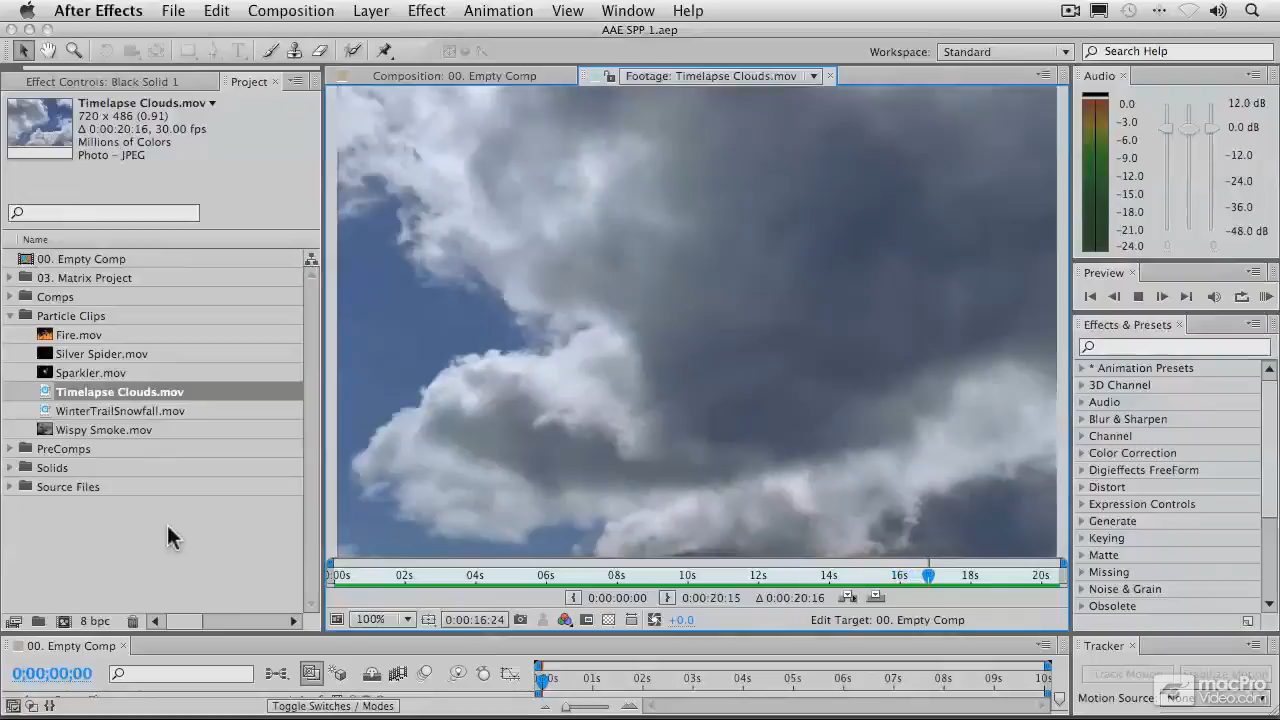 After Effects File Edit Composition Layer Effect Animation View Window Help
AAE SPP 1.aep
Workspace: Standard Search Help
Effect Controls: Black Solid 1 Project
Composition: 00. Empty Comp Footage: Timelapse Clouds.mov
Timelapse Clouds.mov
720 x 486 (0.91)
Δ 0:00:20:16, 30.00 fps
Millions of Colors
Photo - JPEG
Name
00. Empty Comp
03. Matrix Project
Comps
Particle Clips
Fire.mov
Silver Spider.mov
Sparkler.mov
Timelapse Clouds.mov
WinterTrailSnowfall.mov
Wispy Smoke.mov
PreComps
Solids
Source Files
8 bpc
0:00s 02s 04s 06s 08s 10s 12s 14s 16s 18s 20s
0:00:00:00 0:00:20:15 Δ 0:00:20:16
100% 0:00:16:24 +0.0 Edit Target: 00. Empty Comp
Audio
0.0
-3.0
-6.0
-9.0
-12.0
-15.0
-18.0
-21.0
-24.0
0 0
12.0 dB
0.0 dB
-12.0
-24.0
-36.0
-48.0 dB
Preview
Effects & Presets
* Animation Presets
3D Channel
Audio
Blur & Sharpen
Channel
Color Correction
Digieffects FreeForm
Distort
Expression Controls
Generate
Keying
Matte
Missing
Noise & Grain
Obsolete
00. Empty Comp
0;00;00;00
00s 01s 02s 03s 04s 05s 06s 07s 08s 09s 10s
Toggle Switches / Modes
Tracker
Track Motion
Motion Source: None
mocPro
Video.com